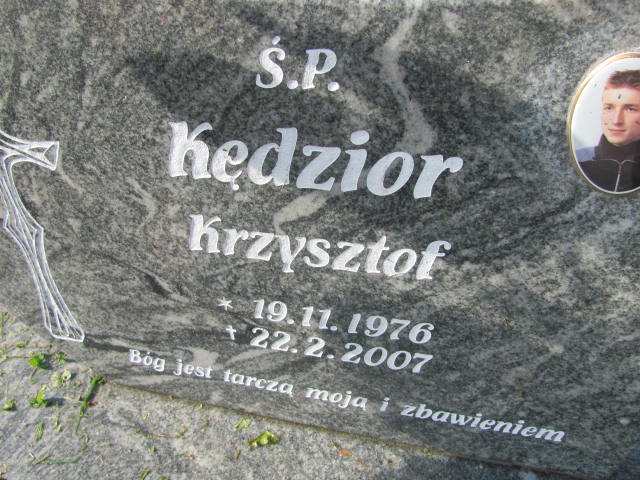 Ś.P.
Kędzior
Krzysztof
* 19.11.1976
† 22.2.2007
Bóg jest tarczą moją i zbawieniem